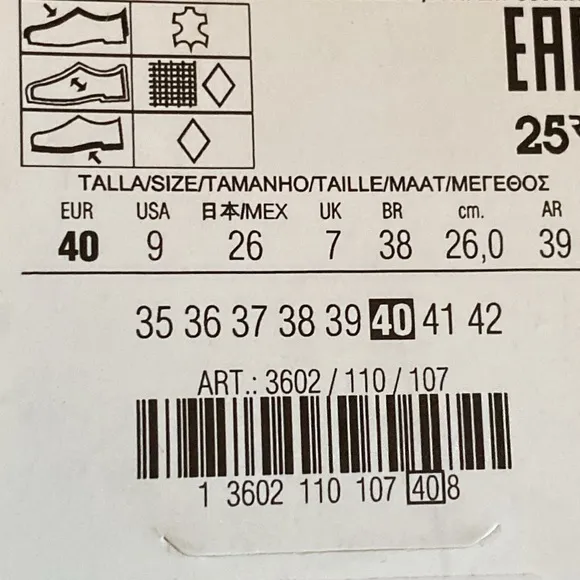 EAC
25
TALLA/SIZE/TAMANHO/TAILLE/MAAT/ΜΕΓΕΘΟΣ
EUR USA 日本/MEX UK BR cm. AR
40 9 26 7 38 26,0 39
35 36 37 38 39 40 41 42
ART.: 3602 / 110 / 107
1 3602 110 107 40 8